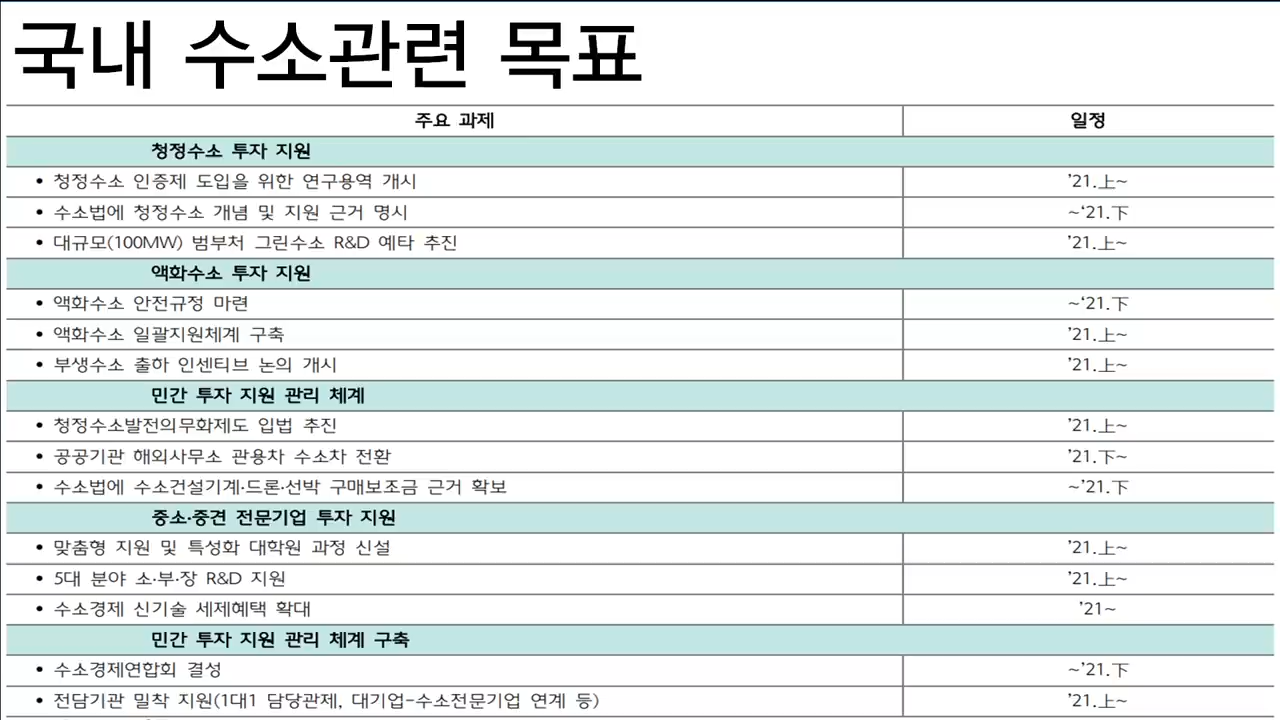 국내 수소관련 목표
주요 과제 일정
청정수소 투자 지원
• 청정수소 인증제 도입을 위한 연구용역 개시 ’21.上~
• 수소법에 청정수소 개념 및 지원 근거 명시 ~‘21.下
• 대규모(100MW) 범부처 그린수소 R&D 예타 추진 ’21.上~
액화수소 투자 지원
• 액화수소 안전규정 마련 ~‘21.下
• 액화수소 일괄지원체계 구축 ’21.上~
• 부생수소 출하 인센티브 논의 개시 ’21.上~
민간 투자 지원 관리 체계
• 청정수소발전의무화제도 입법 추진 ’21.上~
• 공공기관 해외사무소 관용차 수소차 전환 ’21.下~
• 수소법에 수소건설기계·드론·선박 구매보조금 근거 확보 ~’21.下
중소·중견 전문기업 투자 지원
• 맞춤형 지원 및 특성화 대학원 과정 신설 ’21.上~
• 5대 분야 소·부·장 R&D 지원 ’21.上~
• 수소경제 신기술 세제혜택 확대 ’21~
민간 투자 지원 관리 체계 구축
• 수소경제연합회 결성 ~’21.下
• 전담기관 밀착 지원(1대1 담당관제, 대기업-수소전문기업 연계 등) ’21.上~